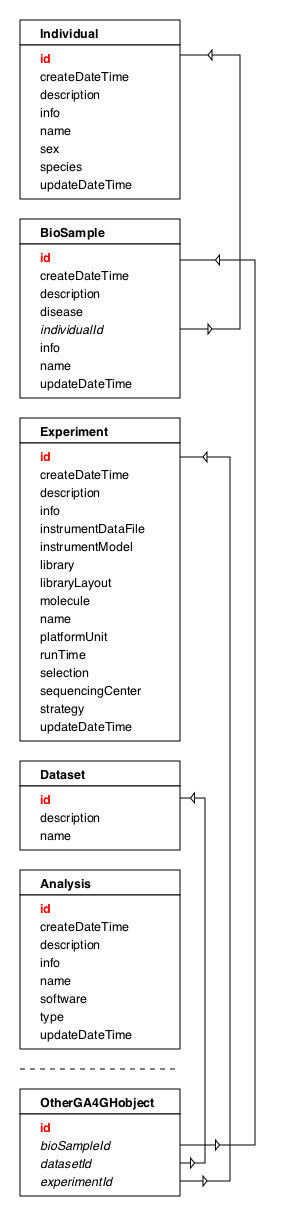 Individual
id
createDateTime
description
info
name
sex
species
updateDateTime
BioSample
id
createDateTime
description
disease
individualId
info
name
updateDateTime
Experiment
id
createDateTime
description
info
instrumentDataFile
instrumentModel
library
libraryLayout
molecule
name
platformUnit
runTime
selection
sequencingCenter
strategy
updateDateTime
Dataset
id
description
name
Analysis
id
createDateTime
description
info
name
software
type
updateDateTime
OtherGA4GHobject
id
bioSampleId
datasetId
experimentId